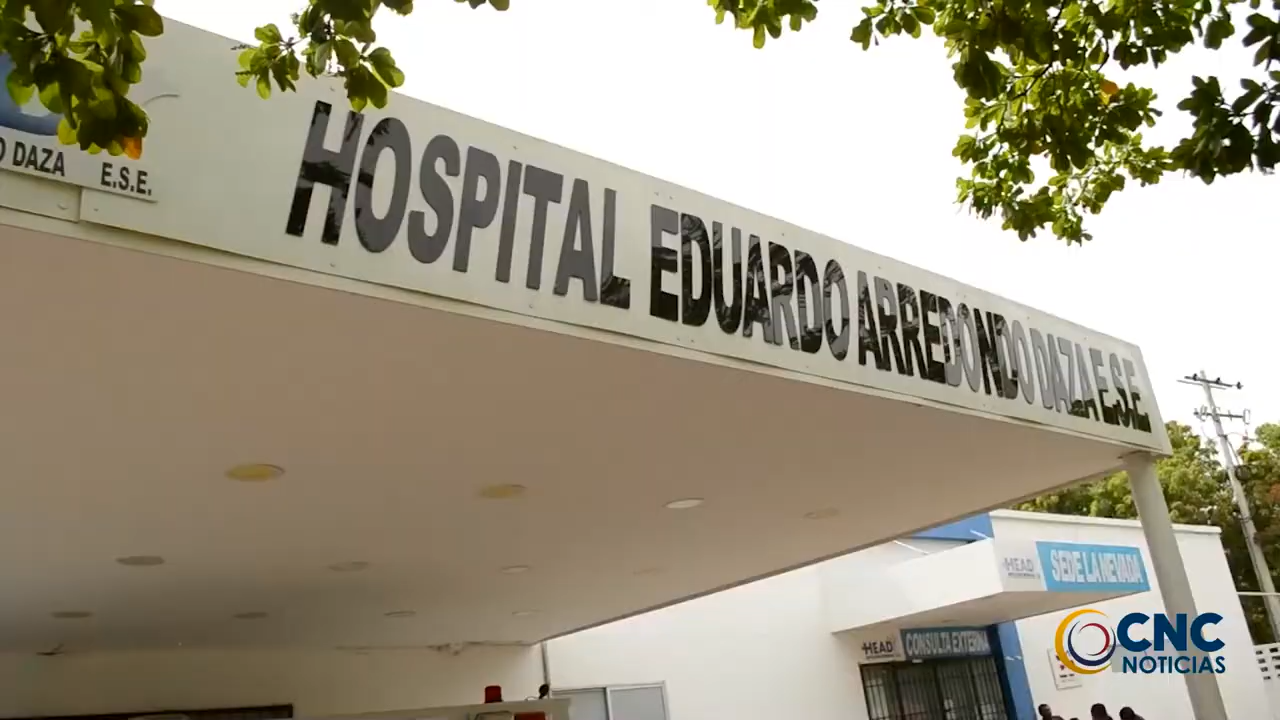 DAZA E.S.E.
HOSPITAL EDUARDO ARREDONDO DAZA E.S.E.
HEAD
SEDE LA NEVADA
HEAD
CONSULTA EXTERNA
CNC
NOTICIAS